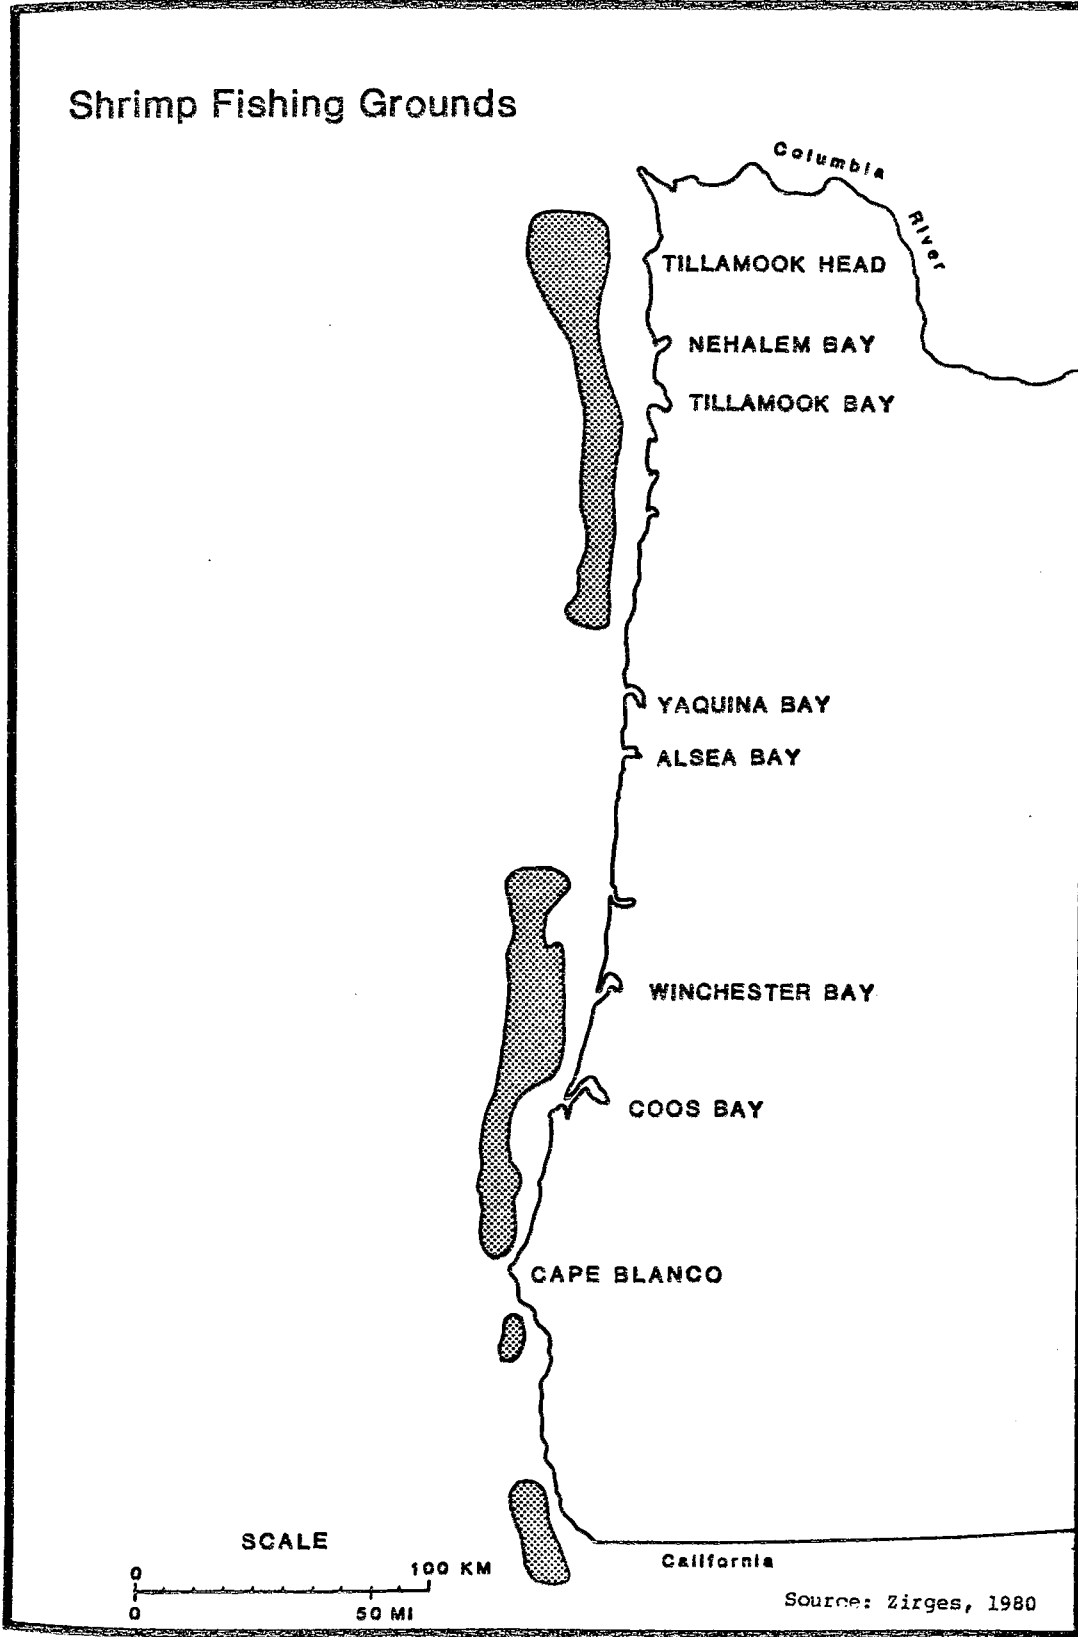 Shrimp Fishing Grounds
Columbia
River
TILLAMOOK HEAD
NEHALEM BAY
TILLAMOOK BAY
YAQUINA BAY
ALSEA BAY
WINCHESTER BAY
COOS BAY
CAPE BLANCO
SCALE
0 100 KM
0 50 MI
California
Source: Zirges, 1980